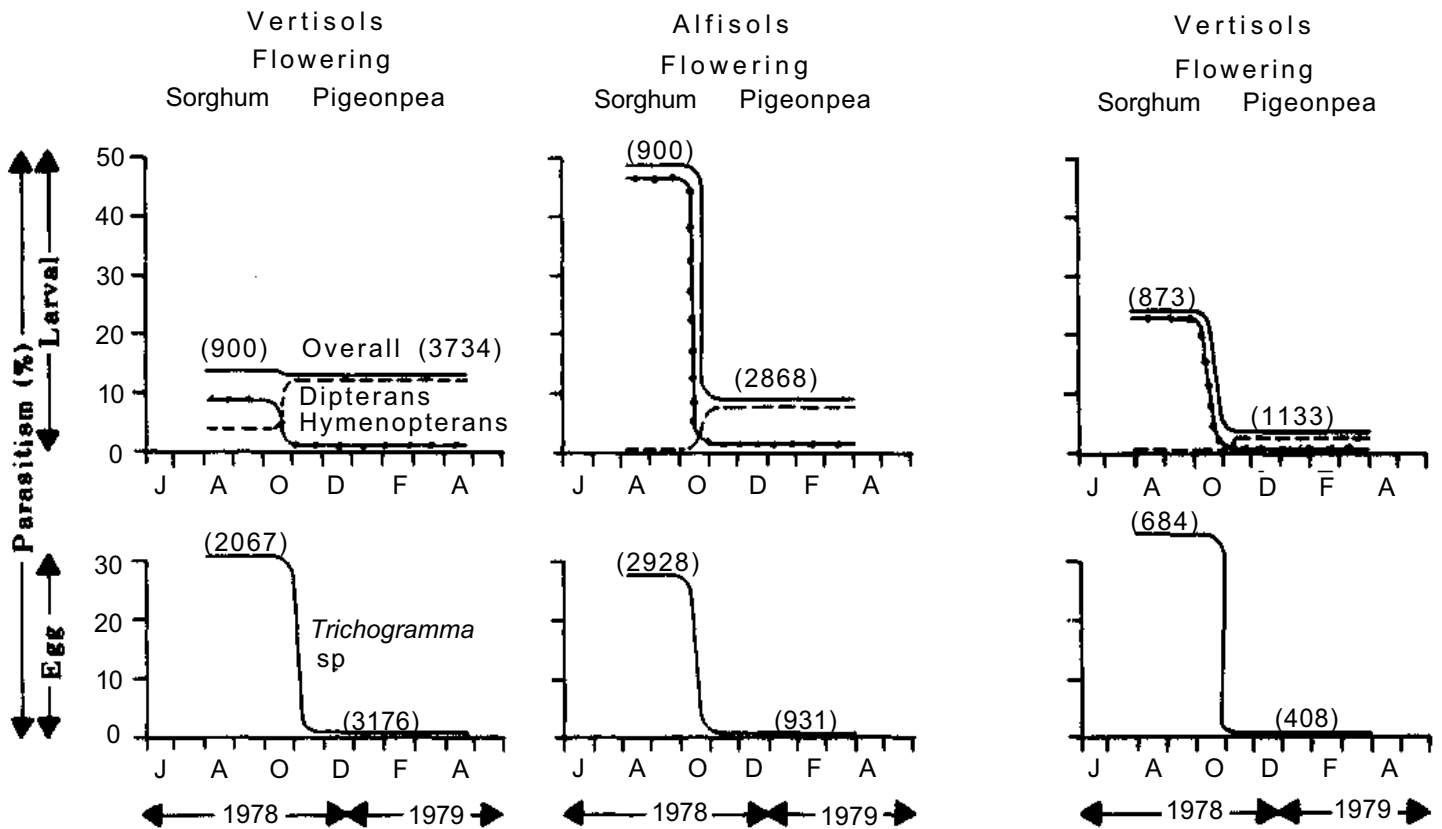 Vertisols
Flowering
Sorghum Pigeonpea
Alfisols
Flowering
Sorghum Pigeonpea
Vertisols
Flowering
Sorghum Pigeonpea
Parasitism (%)
Larval
Egg
50
40
30
20
10
0
(900) Overall (3734)
Dipterans
Hymenopterans
J A O D F A
(900)
(2868)
J A O D F A
(873)
(1133)
J A O D F A
30
20
10
0
(2067)
Trichogramma
sp
(3176)
J A O D F A
1978 1979
(2928)
(931)
J A O D F A
1978 1979
(684)
(408)
J A O D F A
1978 1979